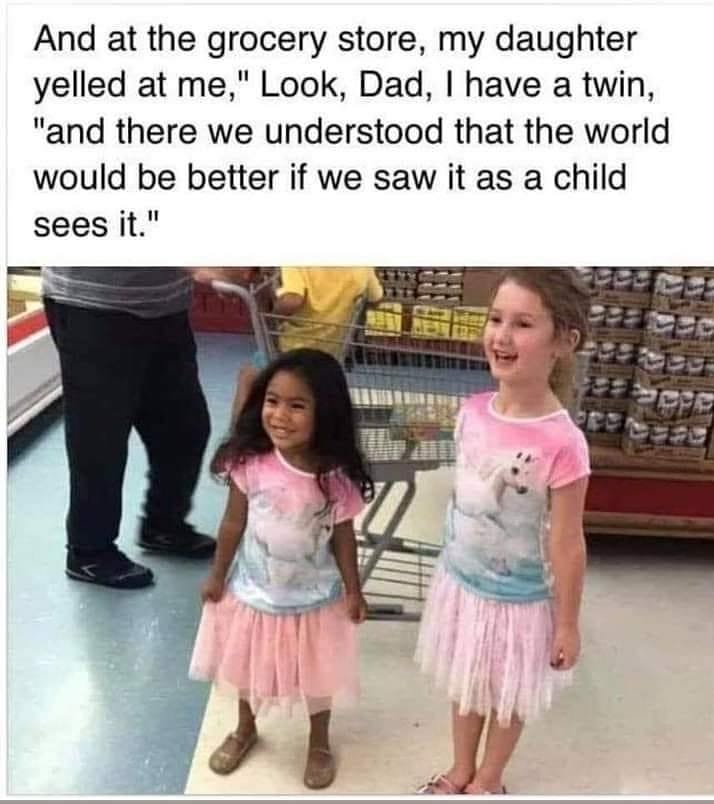 And at the grocery store, my daughter
yelled at me," Look, Dad, I have a twin,
"and there we understood that the world
would be better if we saw it as a child
sees it."